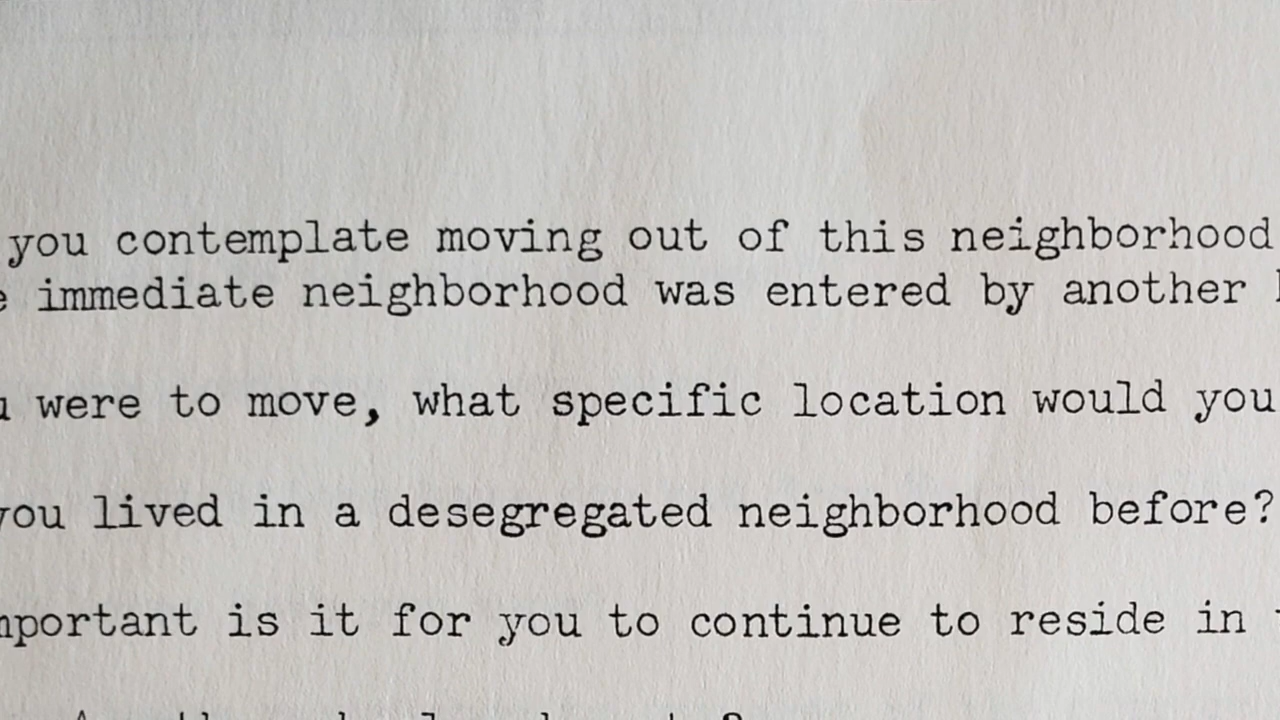 you contemplate moving out of this neighborhood
immediate neighborhood was entered by another
were to move, what specific location would you
you lived in a desegregated neighborhood before?
is it for you to continue to reside in